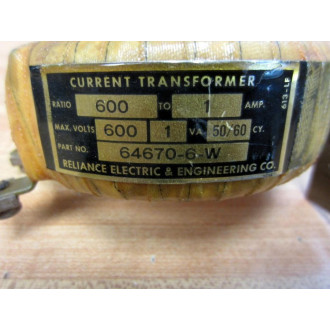 CURRENT TRANSFORMER
RATIO 600 TO 1 AMP.
MAX. VOLTS 600 1 VA 50/60 CY.
PART NO. 64670-6-W
RELIANCE ELECTRIC & ENGINEERING CO.
613-LF